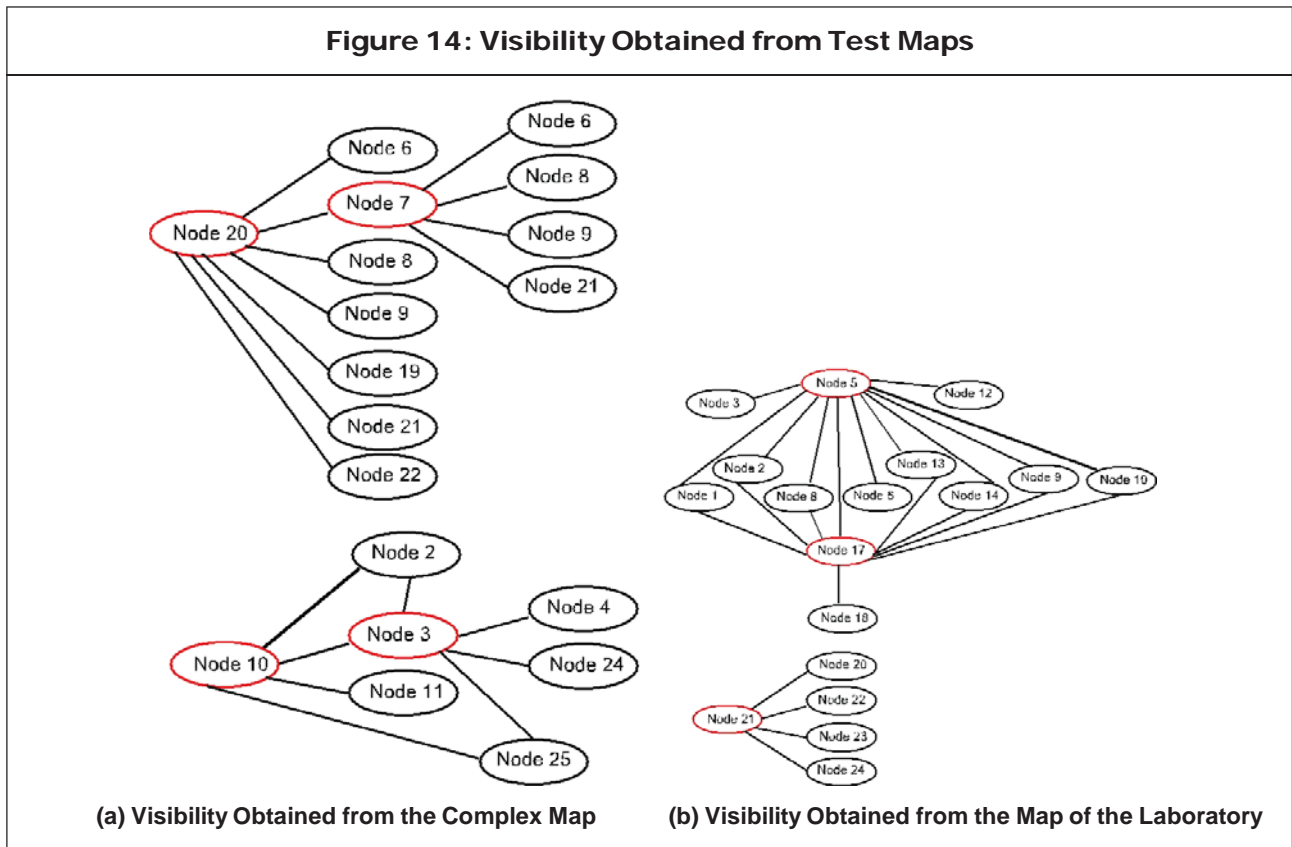 Figure 14: Visibility Obtained from Test Maps
Node 6
Node 6
Node 8
Node 7
Node 20
Node 9
Node 8
Node 21
Node 9
Node 19
Node 21
Node 22
Node 2
Node 4
Node 3
Node 10
Node 24
Node 11
Node 25
(a) Visibility Obtained from the Complex Map
Node 5
Node 3
Node 12
Node 2
Node 13
Node 9
Node 19
Node 1
Node 8
Node 5
Node 14
Node 17
Node 18
Node 20
Node 22
Node 21
Node 23
Node 24
(b) Visibility Obtained from the Map of the Laboratory